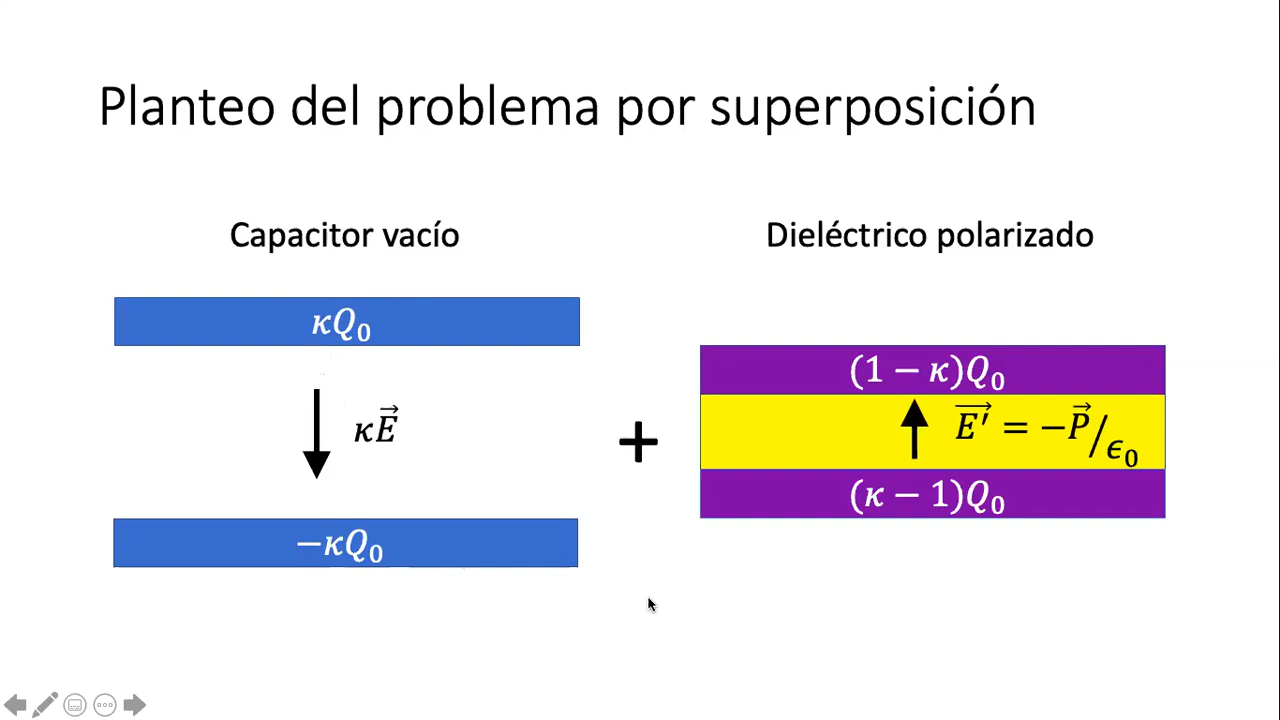 Planteo del problema por superposición
Capacitor vacío
Dieléctrico polarizado
κQ₀
κE⃗
−κQ₀
+
(1 − κ)Q₀
E′⃗ = −P⃗/ϵ₀
(κ − 1)Q₀